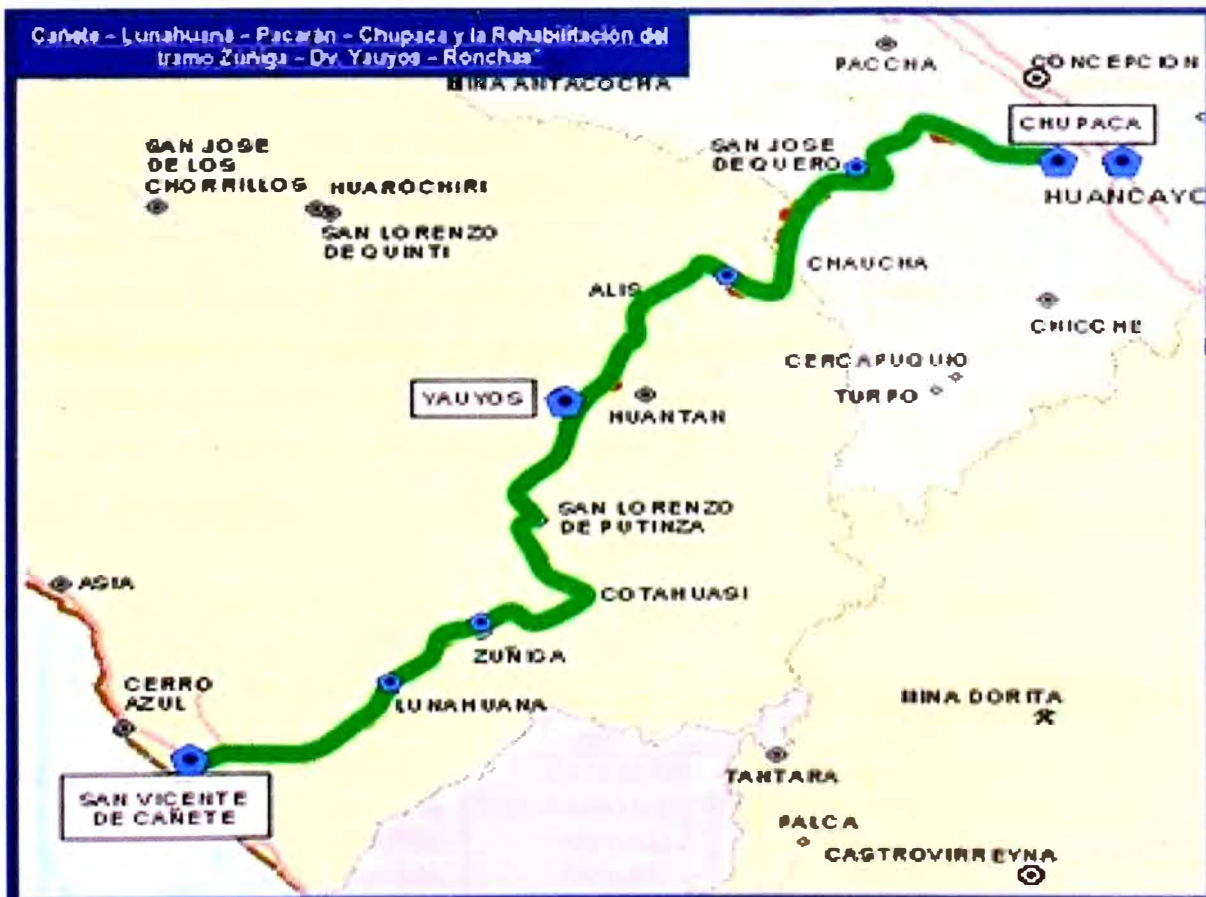 Cañete - Lunahuaná - Pacarán - Chupaca y la Rehabilitación del
tramo Zúñiga - Dv. Yauyos - Ronchas"
PACCHA
CONCEPCION
MINA ANTACOCHA
CHUPACA
SAN JOSE
DE LOS
CHORRILLOS
HUAROCHIRI
SAN LORENZO
DE QUINTI
SAN JOSE
DE QUERO
HUANCAYO
CHAUCHA
ALIS
CHICCHE
CERCAPUQUIO
TURPO
YAUYOS
HUANTAN
SAN LORENZO
DE PUTINZA
ASIA
COTAHUASI
ZUÑIGA
CERRO
AZUL
LUNAHUANA
MINA DORITA
SAN VICENTE
DE CAÑETE
TANTARA
PALCA
CASTROVIRREYNA